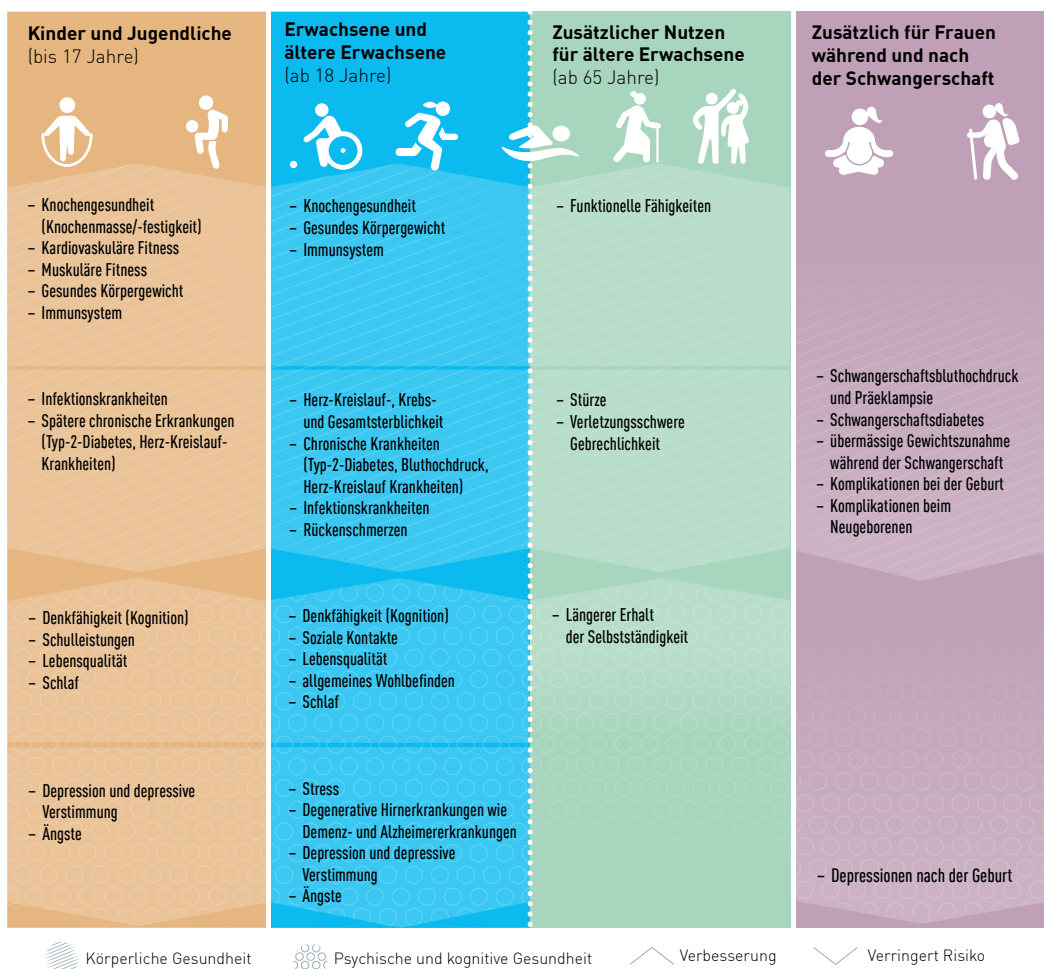 Kinder und Jugendliche
(bis 17 Jahre)
– Knochengesundheit
(Knochenmasse/-festigkeit)
– Kardiovaskuläre Fitness
– Muskuläre Fitness
– Gesundes Körpergewicht
– Immunsystem
– Infektionskrankheiten
– Spätere chronische Erkrankungen
(Typ-2-Diabetes, Herz-Kreislauf-
Krankheiten)
– Denkfähigkeit (Kognition)
– Schulleistungen
– Lebensqualität
– Schlaf
– Depression und depressive
Verstimmung
– Ängste
Erwachsene und
ältere Erwachsene
(ab 18 Jahre)
– Knochengesundheit
– Gesundes Körpergewicht
– Immunsystem
– Herz-Kreislauf-, Krebs-
und Gesamtsterblichkeit
– Chronische Krankheiten
(Typ-2-Diabetes, Bluthochdruck,
Herz-Kreislauf Krankheiten)
– Infektionskrankheiten
– Rückenschmerzen
– Denkfähigkeit (Kognition)
– Soziale Kontakte
– Lebensqualität
– allgemeines Wohlbefinden
– Schlaf
– Stress
– Degenerative Hirnerkrankungen wie
Demenz- und Alzheimererkrankungen
– Depression und depressive
Verstimmung
– Ängste
Zusätzlicher Nutzen
für ältere Erwachsene
(ab 65 Jahre)
– Funktionelle Fähigkeiten
– Stürze
– Verletzungsschwere
Gebrechlichkeit
– Längerer Erhalt
der Selbstständigkeit
Zusätzlich für Frauen
während und nach
der Schwangerschaft
– Schwangerschaftsbluthochdruck
und Präeklampsie
– Schwangerschaftsdiabetes
– übermässige Gewichtszunahme
während der Schwangerschaft
– Komplikationen bei der Geburt
– Komplikationen beim
Neugeborenen
– Depressionen nach der Geburt
Körperliche Gesundheit
Psychische und kognitive Gesundheit
Verbesserung
Verringert Risiko